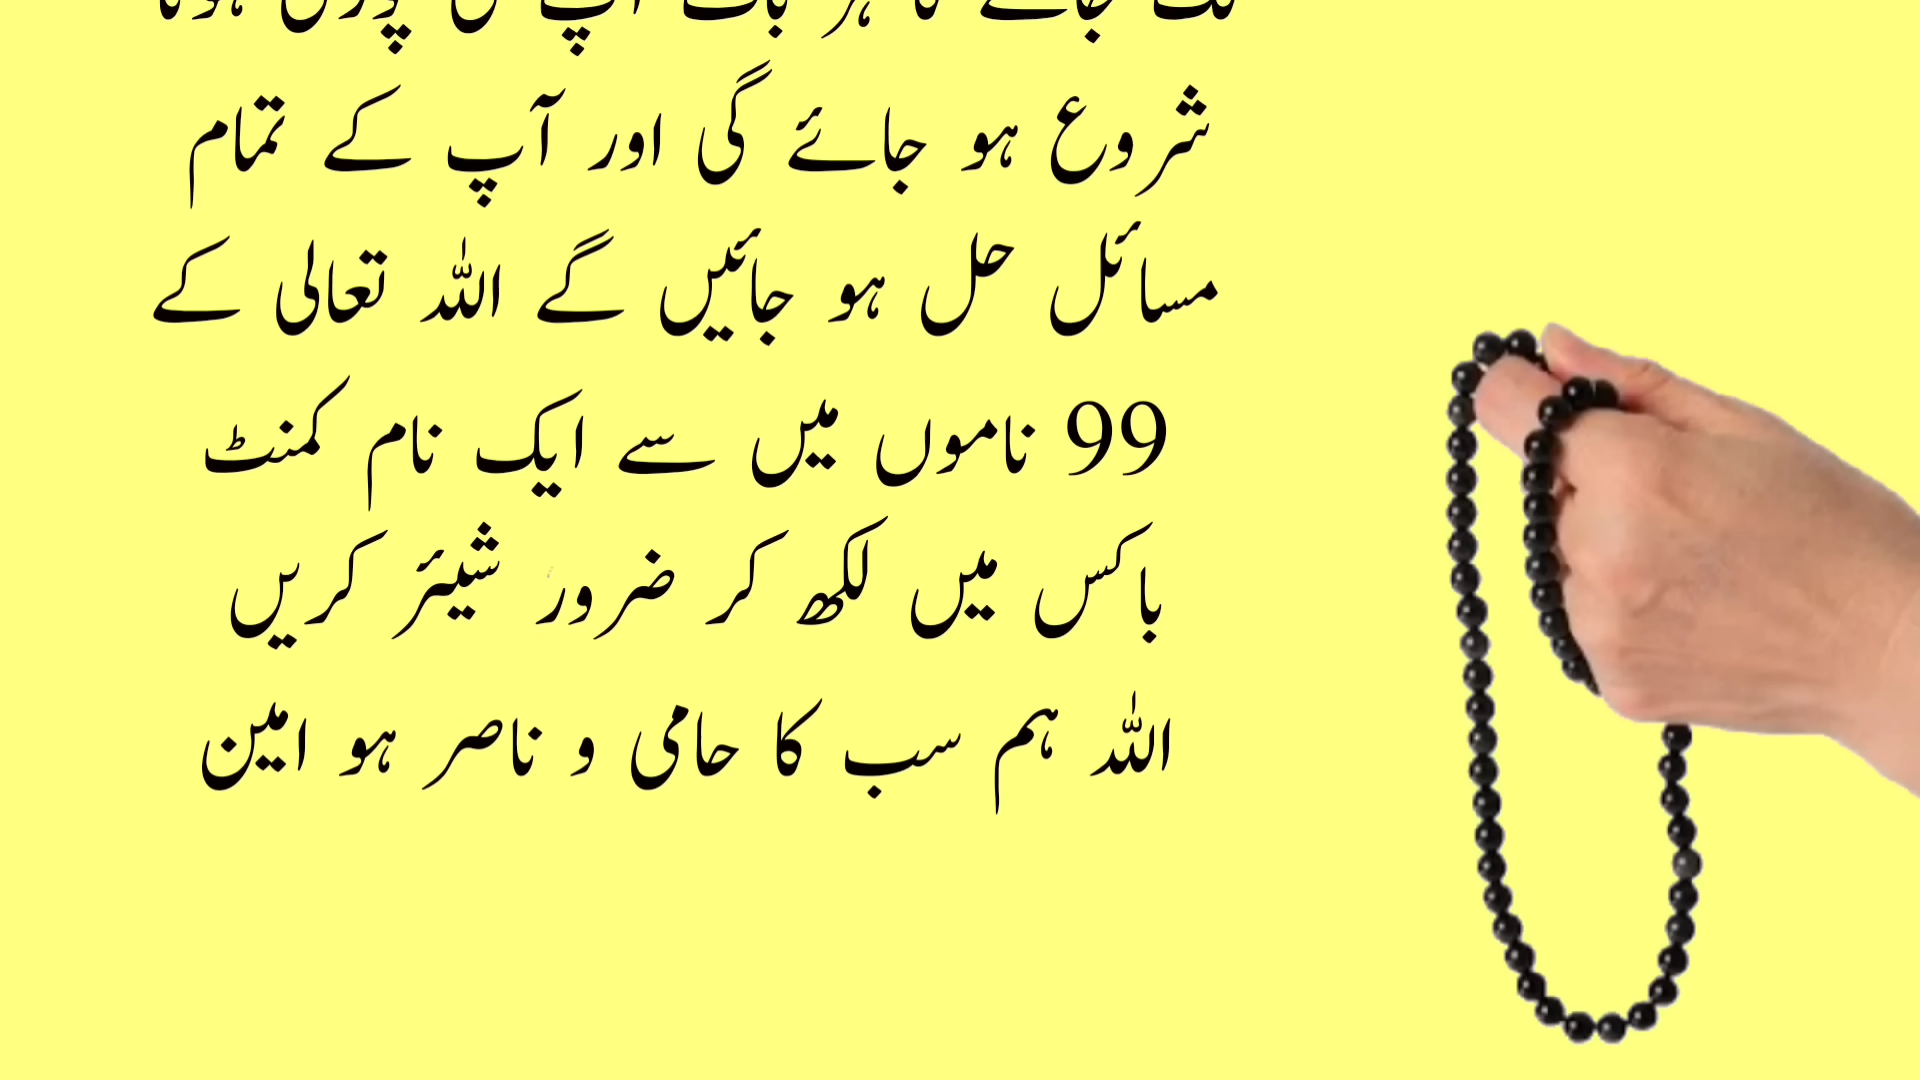 شروع ہو جائے گی اور آپ کے تمام
مسائل حل ہو جائیں گے اللہ تعالی کے
99 ناموں میں سے ایک نام کمنٹ
باکس میں لکھ کر ضرور شیئر کریں
اللہ ہم سب کا حامی و ناصر ہو امین